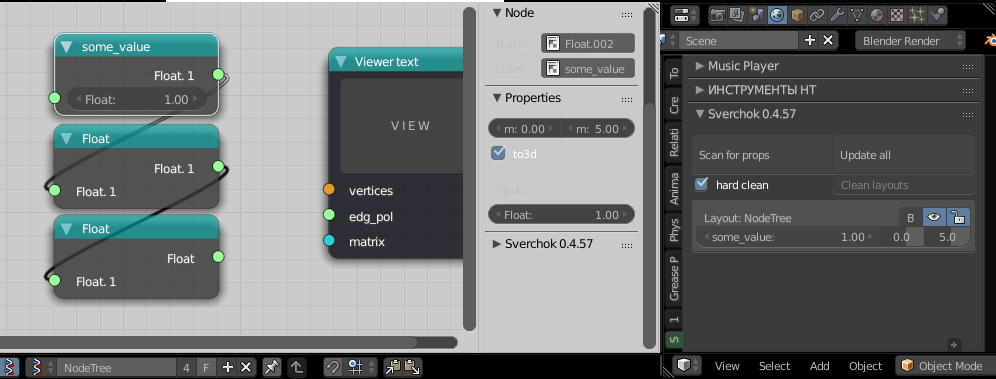 some_value
Float. 1
Float: 1.00
Float
Float. 1
Float. 1
Float
Float
Float. 1
Viewer text
VIEW
vertices
edg_pol
matrix
Node
Name: Float.002
Label: some_value
Properties
m: 0.00 m: 5.00
to3d
Inputs:
Float: 1.00
Sverchok 0.4.57
NodeTree 4 F
Scene
Blender Render
To
Cre
Relati
Anima
Phys
Grease P
1
S
Music Player
ИНСТРУМЕНТЫ НТ
Sverchok 0.4.57
Scan for props Update all
hard clean Clean layouts
Layout: NodeTree B
some_value: 1.00 0.0 5.0
View Select Add Object Object Mode